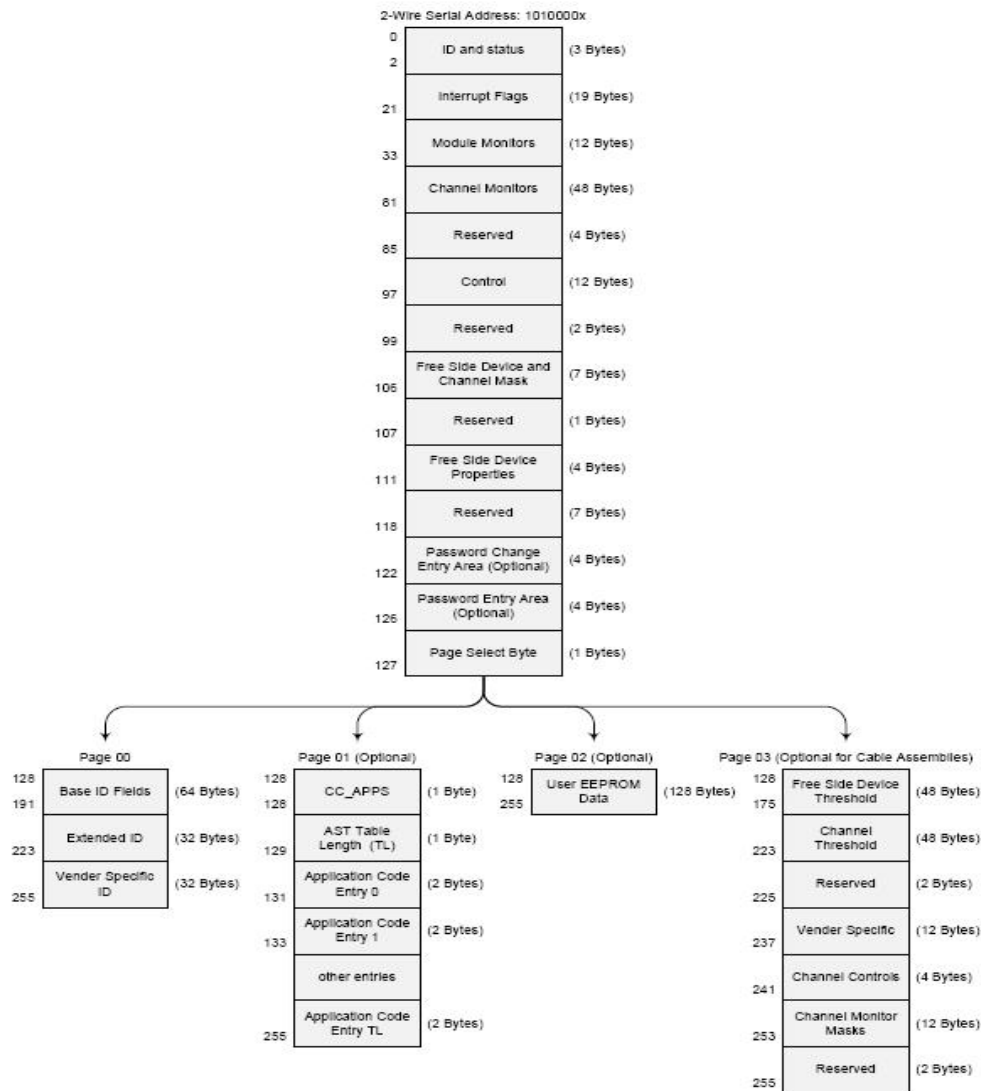 2-Wire Serial Address: 1010000x
0
ID and status (3 Bytes)
2
Interrupt Flags (19 Bytes)
21
Module Monitors (12 Bytes)
33
Channel Monitors (48 Bytes)
81
Reserved (4 Bytes)
85
Control (12 Bytes)
97
Reserved (2 Bytes)
99
Free Side Device and
Channel Mask (7 Bytes)
106
Reserved (1 Bytes)
107
Free Side Device
Properties (4 Bytes)
111
Reserved (7 Bytes)
118
Password Change
Entry Area (Optional) (4 Bytes)
122
Password Entry Area
(Optional) (4 Bytes)
126
Page Select Byte (1 Bytes)
127
Page 00
128
Base ID Fields (64 Bytes)
191
Extended ID (32 Bytes)
223
Vender Specific
ID (32 Bytes)
255
Page 01 (Optional)
128
CC_APPS (1 Byte)
128
AST Table
Length (TL) (1 Byte)
129
Application Code
Entry 0 (2 Bytes)
131
Application Code
Entry 1 (2 Bytes)
133
other entries
Application Code
Entry TL (2 Bytes)
255
Page 02 (Optional)
128
User EEPROM
Data (128 Bytes)
255
Page 03 (Optional for Cable Assemblies)
128
Free Side Device
Threshold (48 Bytes)
175
Channel
Threshold (48 Bytes)
223
Reserved (2 Bytes)
225
Vender Specific (12 Bytes)
237
Channel Controls (4 Bytes)
241
Channel Monitor
Masks (12 Bytes)
253
Reserved (2 Bytes)
255